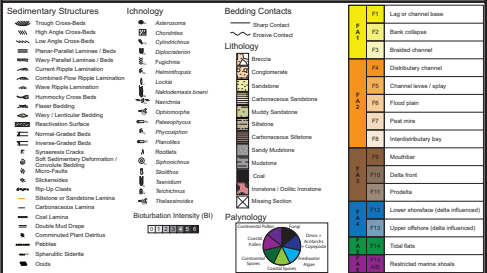 Sedimentary Structures
Trough Cross-Beds
High Angle Cross-Beds
Low Angle Cross-Beds
Planar-Parallel Laminae / Beds
Wavy-Parallel Laminae / Beds
Current Ripple Lamination
Combined-Flow Ripple Lamination
Wave Ripple Lamination
Hummocky Cross Beds
Flaser Bedding
Wavy / Lenticular Bedding
Reactivation Surface
Normal-Graded Beds
Inverse-Graded Beds
Synaeresis Cracks
Soft Sedimentary Deformation /
Convolute Bedding
Micro-Faults
Slickensides
Rip-Up Clasts
Siltstone or Sandstone Lamina
Carbonaceous Lamina
Coal Lamina
Double Mud Drape
Comminuted Plant Detritus
Pebbles
Spherulitic Siderite
Ooids
Ichnology
Asterosoma
Chondrites
Cylindrichnus
Diplocraterion
Fugichnia
Helminthopsis
Lockia
Naktodemasis boweni
Navichnia
Ophiomorpha
Palaeophycus
Phycosiphon
Planolites
Rootlets
Siphonichnus
Skolithos
Taenidium
Teichichnus
Thalassinoides
Bioturbation Intensity (BI)
0 1 2 3 4 5 6
Bedding Contacts
Sharp Contact
Erosive Contact
Lithology
Breccia
Conglomerate
Sandstone
Carbonaceous Sandstone
Muddy Sandstone
Siltstone
Carbonaceous Siltstone
Sandy Mudstone
Mudstone
Coal
Ironstone / Oolitic Ironstone
Missing Section
Palynology
Continental Pollen
Fungi
Coastal
Pollen
Dinos +
Acritarchs
+ Copepods
Continental
Spores
Freshwater
Algae
Coastal Spores
FA1
F1 Lag or channel base
F2 Bank collapse
F3 Braided channel
FA2
F4 Distributary channel
F5 Channel levee / splay
F6 Flood plain
F7 Peat mire
F8 Interdistributary bay
FA3
F9 Mouthbar
F10 Delta front
F11 Prodelta
FA4
F12 Lower shoreface (delta influenced)
F13 Upper offshore (delta influenced)
FA5
F14 Tidal flats
FA6
F15 A/B Restricted marine shoals